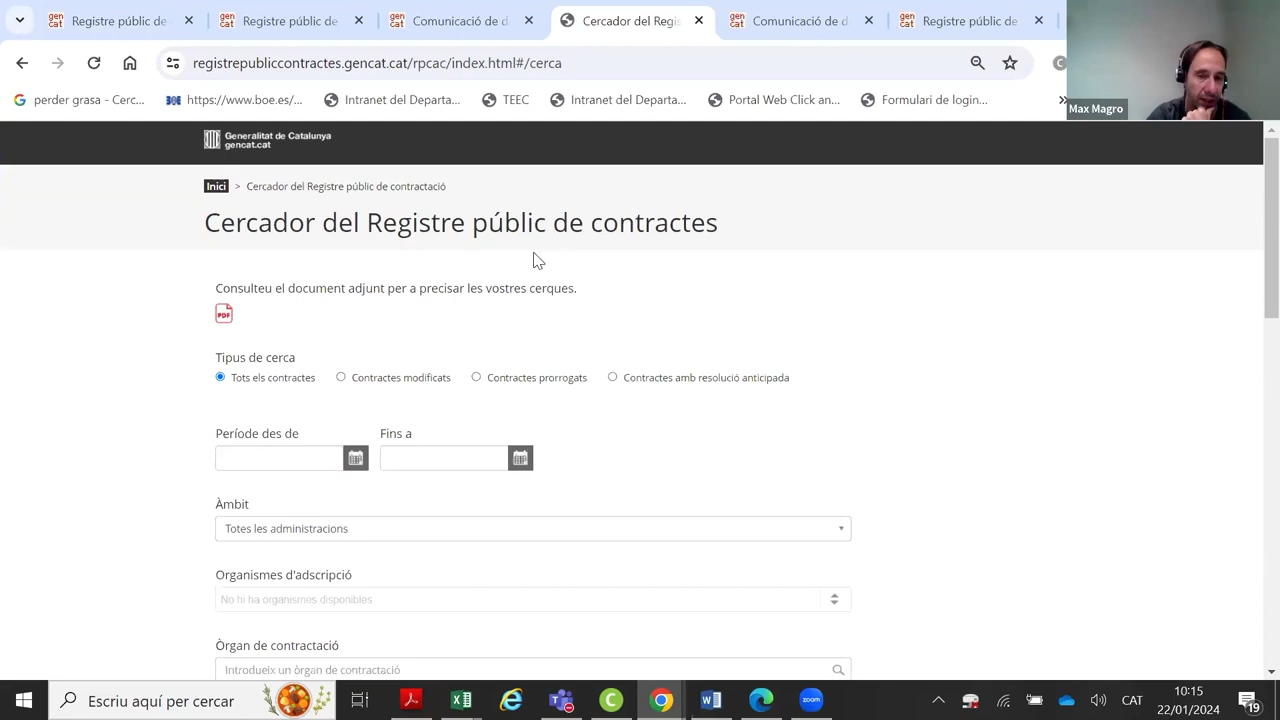 Registre públic de
Registre públic de
Comunicació de d
Cercador del Regis
Comunicació de d
Registre públic de
registrepubliccontractes.gencat.cat/rpcac/index.html#/cerca
perder grasa - Cerc...
https://www.boe.es/...
Intranet del Departa...
TEEC
Intranet del Departa...
Portal Web Click an...
Formulari de login...
Max Magro
Generalitat de Catalunya
gencat.cat
Inici > Cercador del Registre públic de contractació
Cercador del Registre públic de contractes
Consulteu el document adjunt per a precisar les vostres cerques.
PDF
Tipus de cerca
Tots els contractes
Contractes modificats
Contractes prorrogats
Contractes amb resolució anticipada
Període des de
Fins a
Àmbit
Totes les administracions
Organismes d'adscripció
No hi ha organismes disponibles
Òrgan de contractació
Introdueix un òrgan de contractació
Escriu aquí per cercar
zoom
CAT
10:15
22/01/2024
19